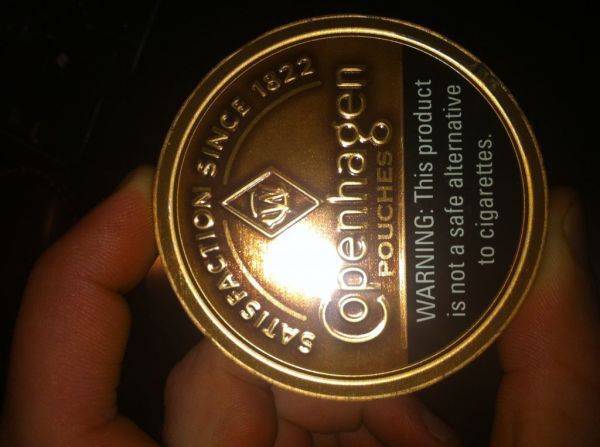 SATISFACTION SINCE 1822
Copenhagen
POUCHES
WARNING: This product
is not a safe alternative
to cigarettes.